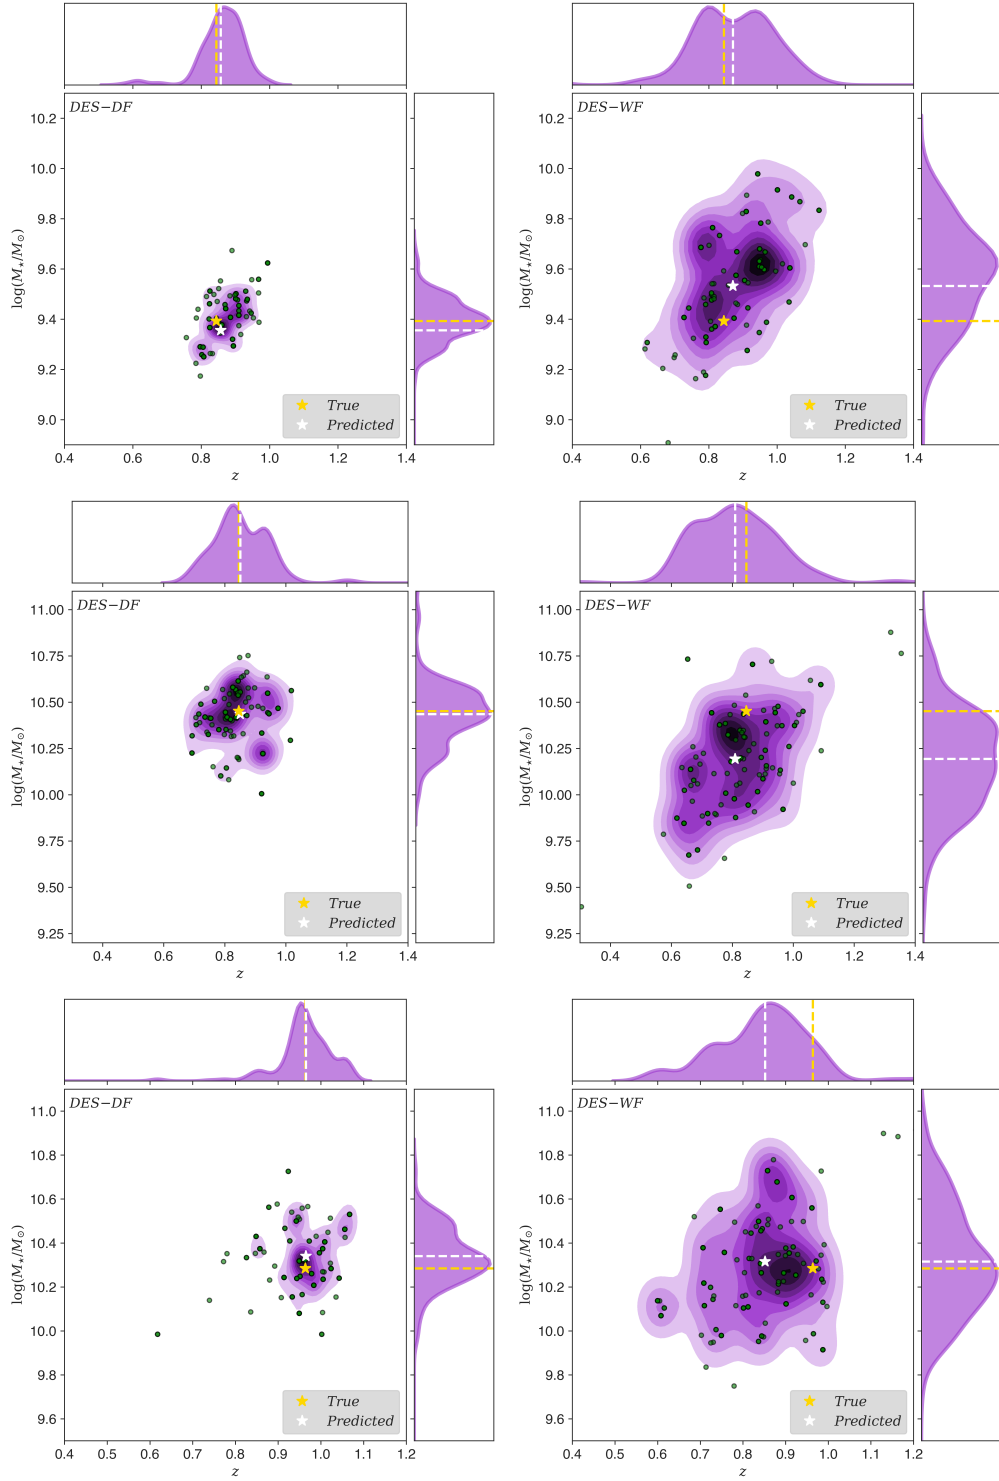 DES−DF
10.2
10.0
9.8
9.6
9.4
9.2
9.0
log(M⋆/M⊙)
True
Predicted
0.4 0.6 0.8 1.0 1.2 1.4
z
DES−WF
10.2
10.0
9.8
9.6
9.4
9.2
9.0
log(M⋆/M⊙)
True
Predicted
0.4 0.6 0.8 1.0 1.2 1.4
z
DES−DF
11.00
10.75
10.50
10.25
10.00
9.75
9.50
9.25
log(M⋆/M⊙)
True
Predicted
0.4 0.6 0.8 1.0 1.2 1.4
z
DES−WF
11.00
10.75
10.50
10.25
10.00
9.75
9.50
9.25
log(M⋆/M⊙)
True
Predicted
0.4 0.6 0.8 1.0 1.2 1.4
z
DES−DF
11.0
10.8
10.6
10.4
10.2
10.0
9.8
9.6
log(M⋆/M⊙)
True
Predicted
0.4 0.5 0.6 0.7 0.8 0.9 1.0 1.1 1.2
z
DES−WF
11.0
10.8
10.6
10.4
10.2
10.0
9.8
9.6
log(M⋆/M⊙)
True
Predicted
0.4 0.5 0.6 0.7 0.8 0.9 1.0 1.1 1.2
z